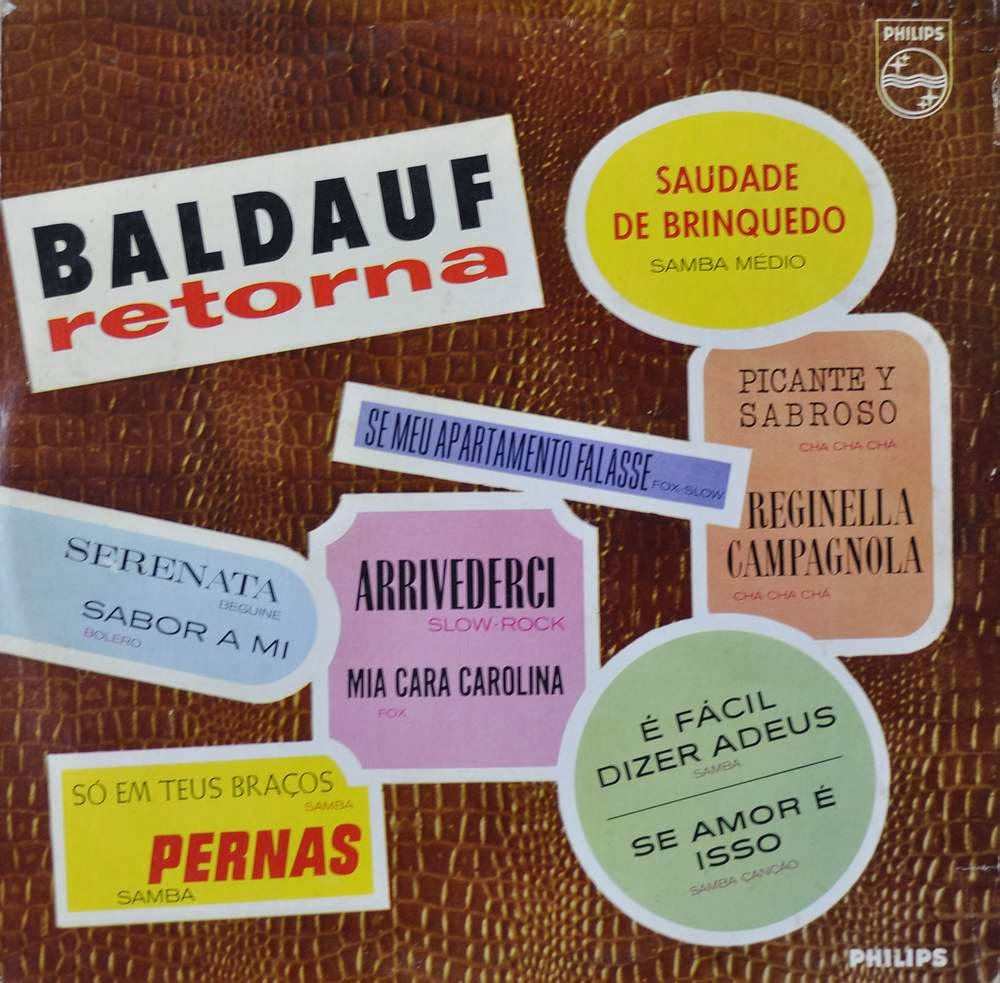 PHILIPS
BALDAUF
retorna
SAUDADE
DE BRINQUEDO
SAMBA MÉDIO
PICANTE Y
SABROSO
CHA CHA CHÁ
REGINELLA
CAMPAGNOLA
CHA CHA CHÁ
SE MEU APARTAMENTO FALASSE
FOX-SLOW
SERENATA
BEGUINE
SABOR A MI
BOLERO
ARRIVEDERCI
SLOW-ROCK
MIA CARA CAROLINA
FOX
É FÁCIL
DIZER ADEUS
SAMBA
SE AMOR É
ISSO
SAMBA CANÇÃO
SÓ EM TEUS BRAÇOS
SAMBA
PERNAS
SAMBA
PHILIPS